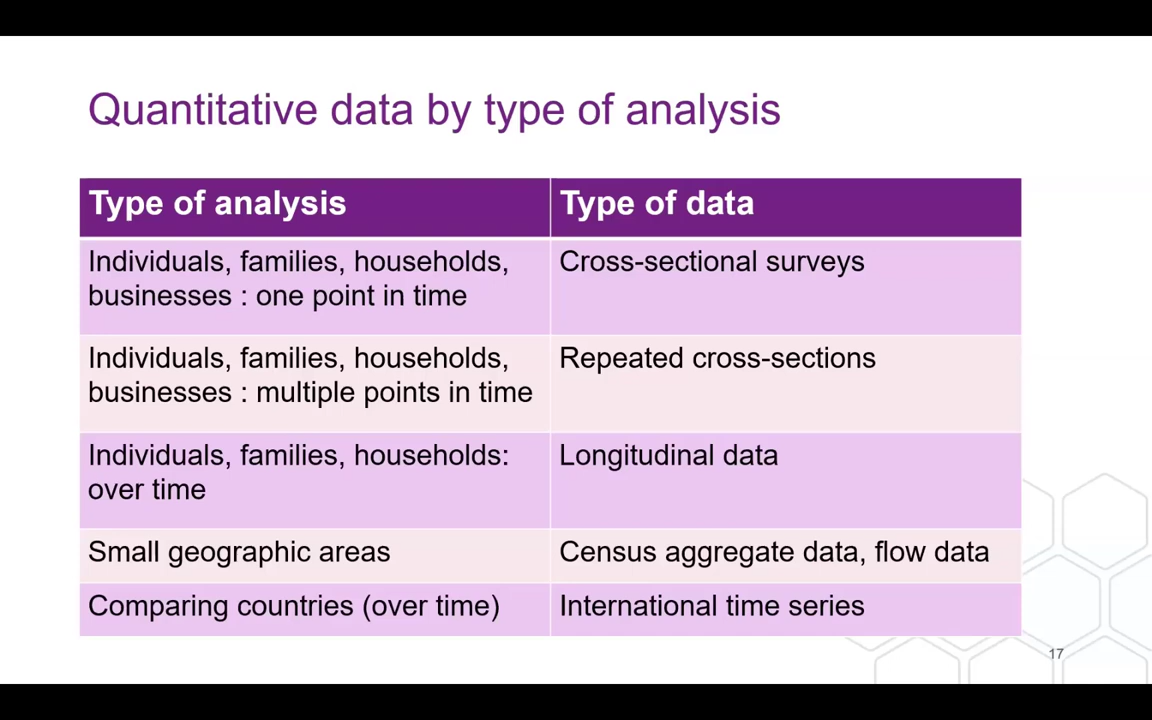 Quantitative data by type of analysis
Type of analysis
Type of data
Individuals, families, households,
businesses : one point in time
Cross-sectional surveys
Individuals, families, households,
businesses : multiple points in time
Repeated cross-sections
Individuals, families, households:
over time
Longitudinal data
Small geographic areas
Census aggregate data, flow data
Comparing countries (over time)
International time series
17